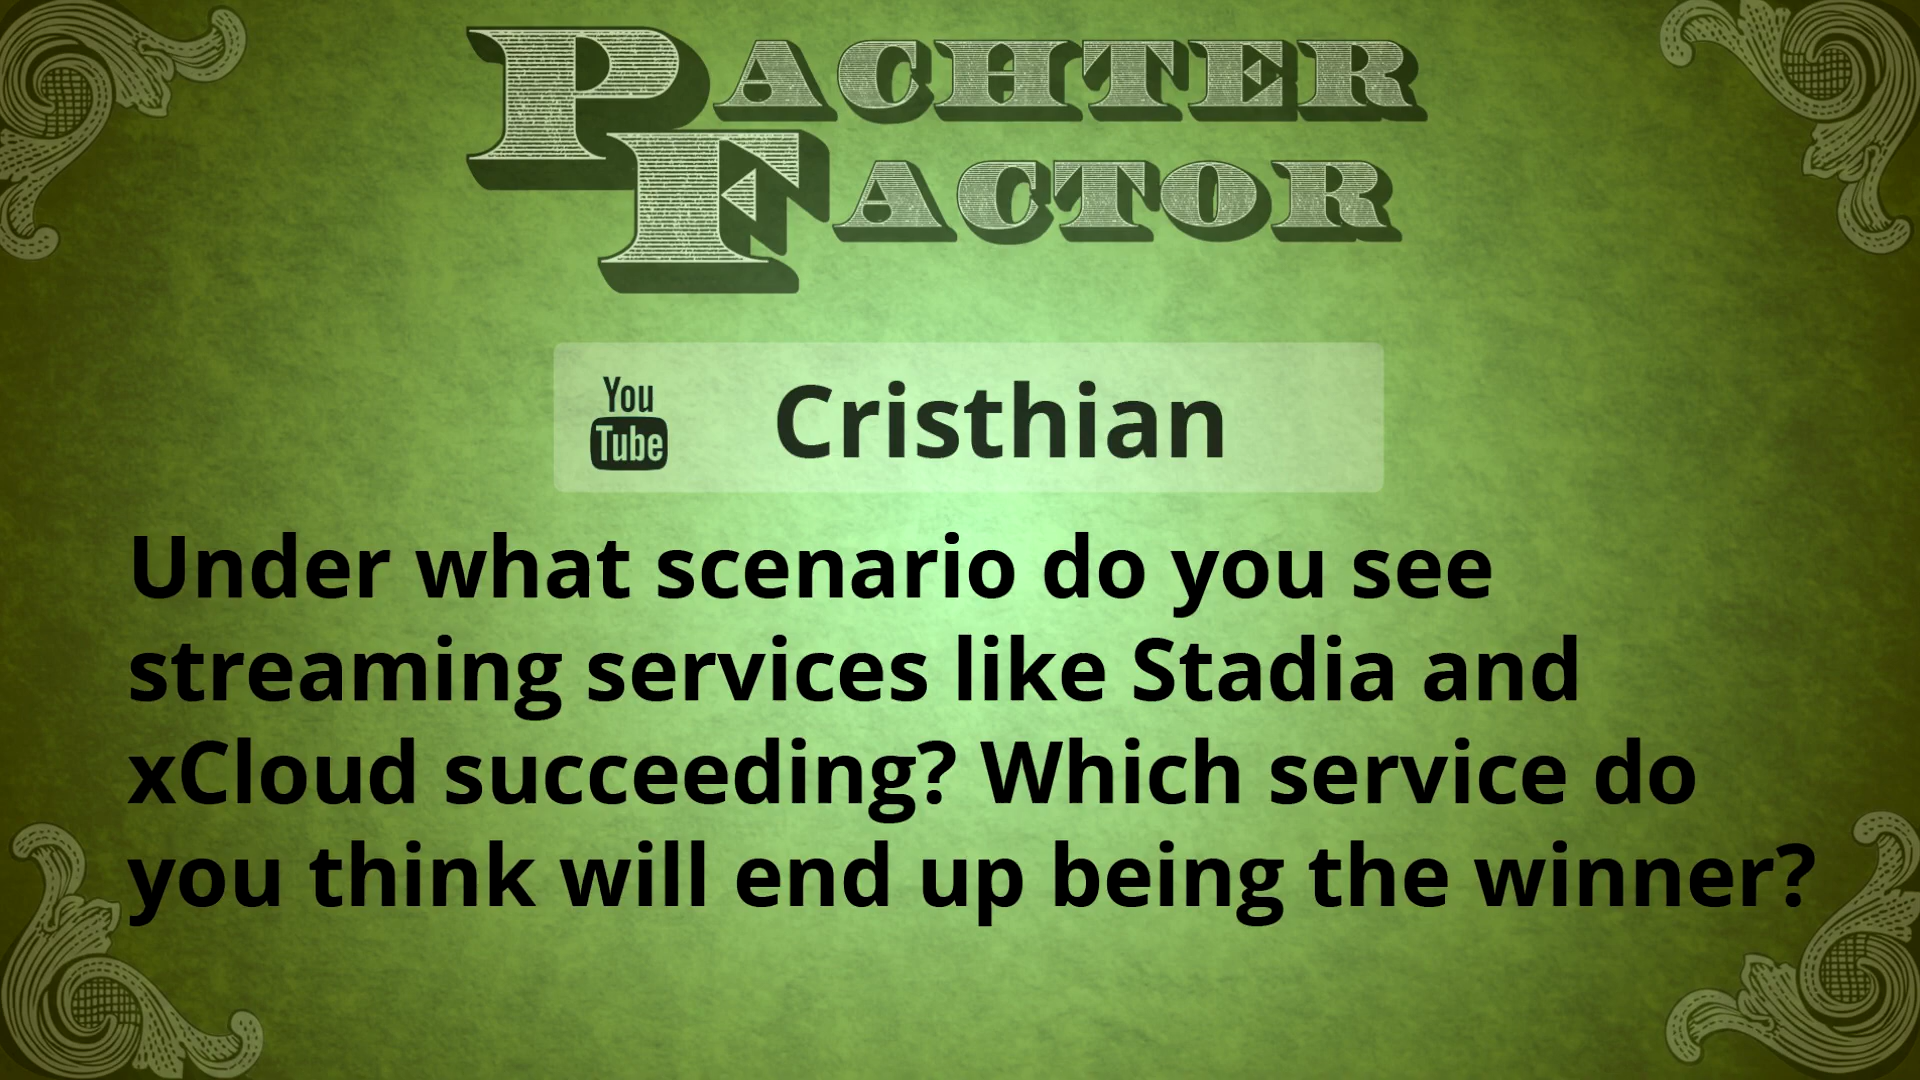 PACHTER
FACTOR
You
Tube
Cristhian
Under what scenario do you see
streaming services like Stadia and
xCloud succeeding? Which service do
you think will end up being the winner?